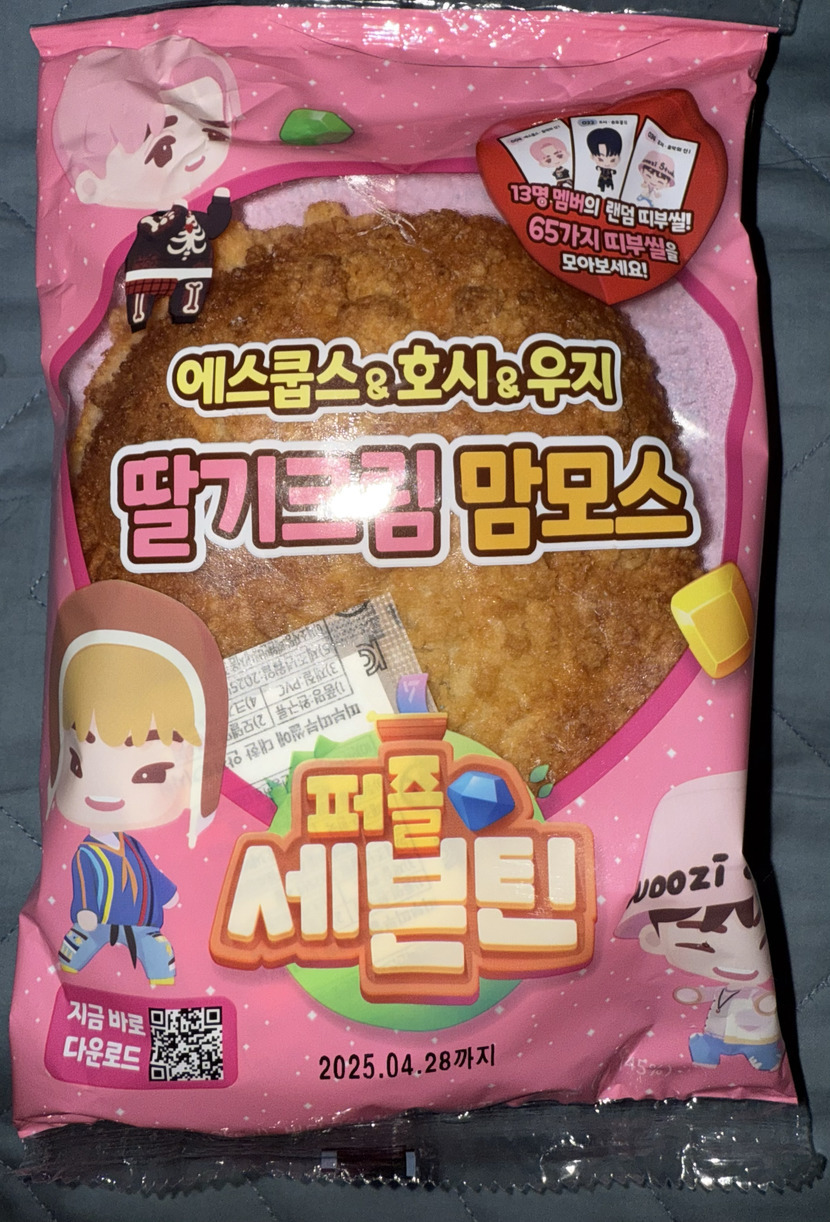 13명 멤버의 랜덤 띠부씰!
65가지 띠부씰을
모아보세요!
에스쿱스&호시&우지
딸기크림 맘모스
퍼즐
세븐틴
WOOZI
지금 바로
다운로드
2025.04.28까지